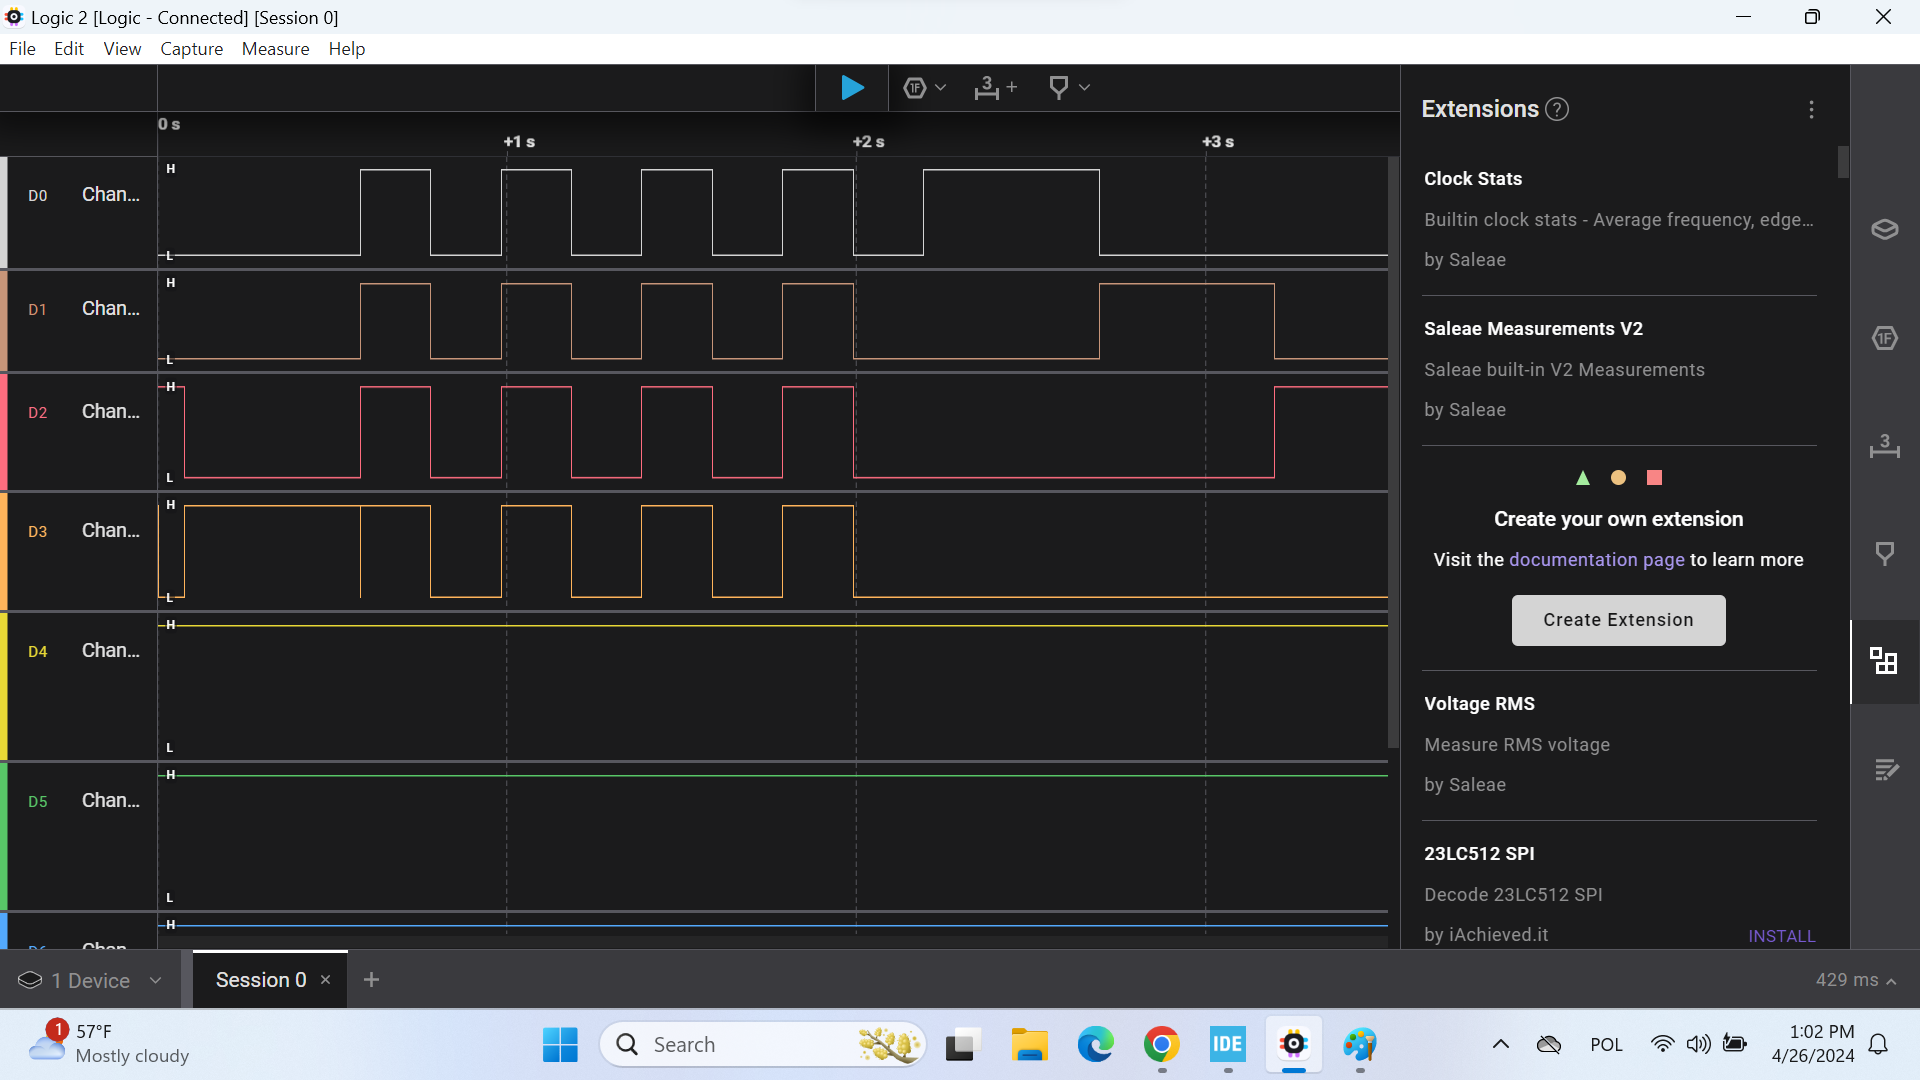 Logic 2 [Logic - Connected] [Session 0]
File Edit View Capture Measure Help
1F 3 +
0 s
+1 s +2 s +3 s
D0 Chan... H L
D1 Chan... H L
D2 Chan... H L
D3 Chan... H L
D4 Chan... H L
D5 Chan... H L
H
Extensions ?
Clock Stats
Builtin clock stats - Average frequency, edge...
by Saleae
Saleae Measurements V2
Saleae built-in V2 Measurements
by Saleae
Create your own extension
Visit the documentation page to learn more
Create Extension
Voltage RMS
Measure RMS voltage
by Saleae
23LC512 SPI
Decode 23LC512 SPI
by iAchieved.it INSTALL
1F
3
1 Device Session 0 × + 429 ms
1 57°F
Mostly cloudy
Search
IDE
POL
1:02 PM
4/26/2024